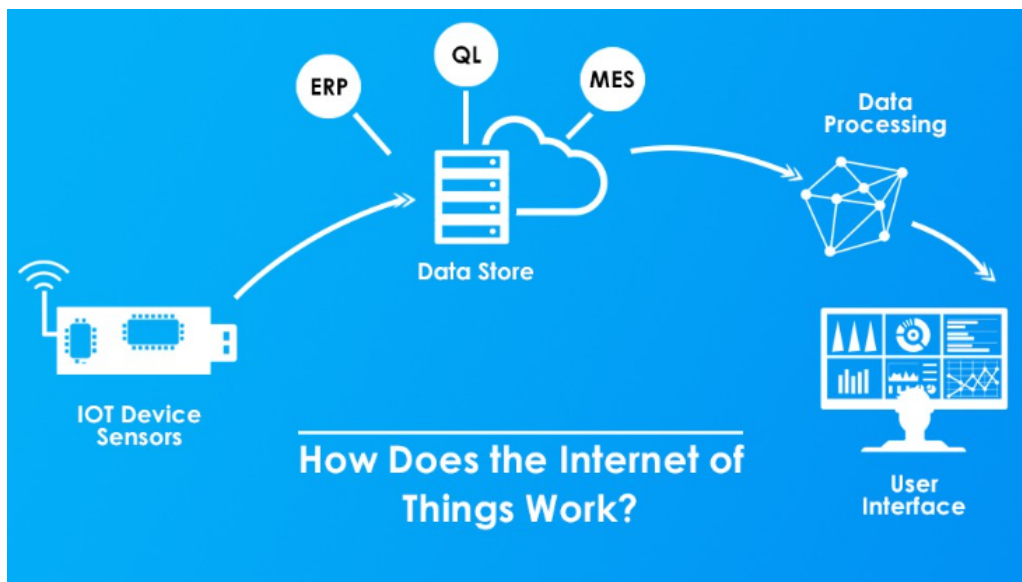 ERP
QL
MES
Data
Processing
Data Store
IOT Device
Sensors
How Does the Internet of
Things Work?
User
Interface